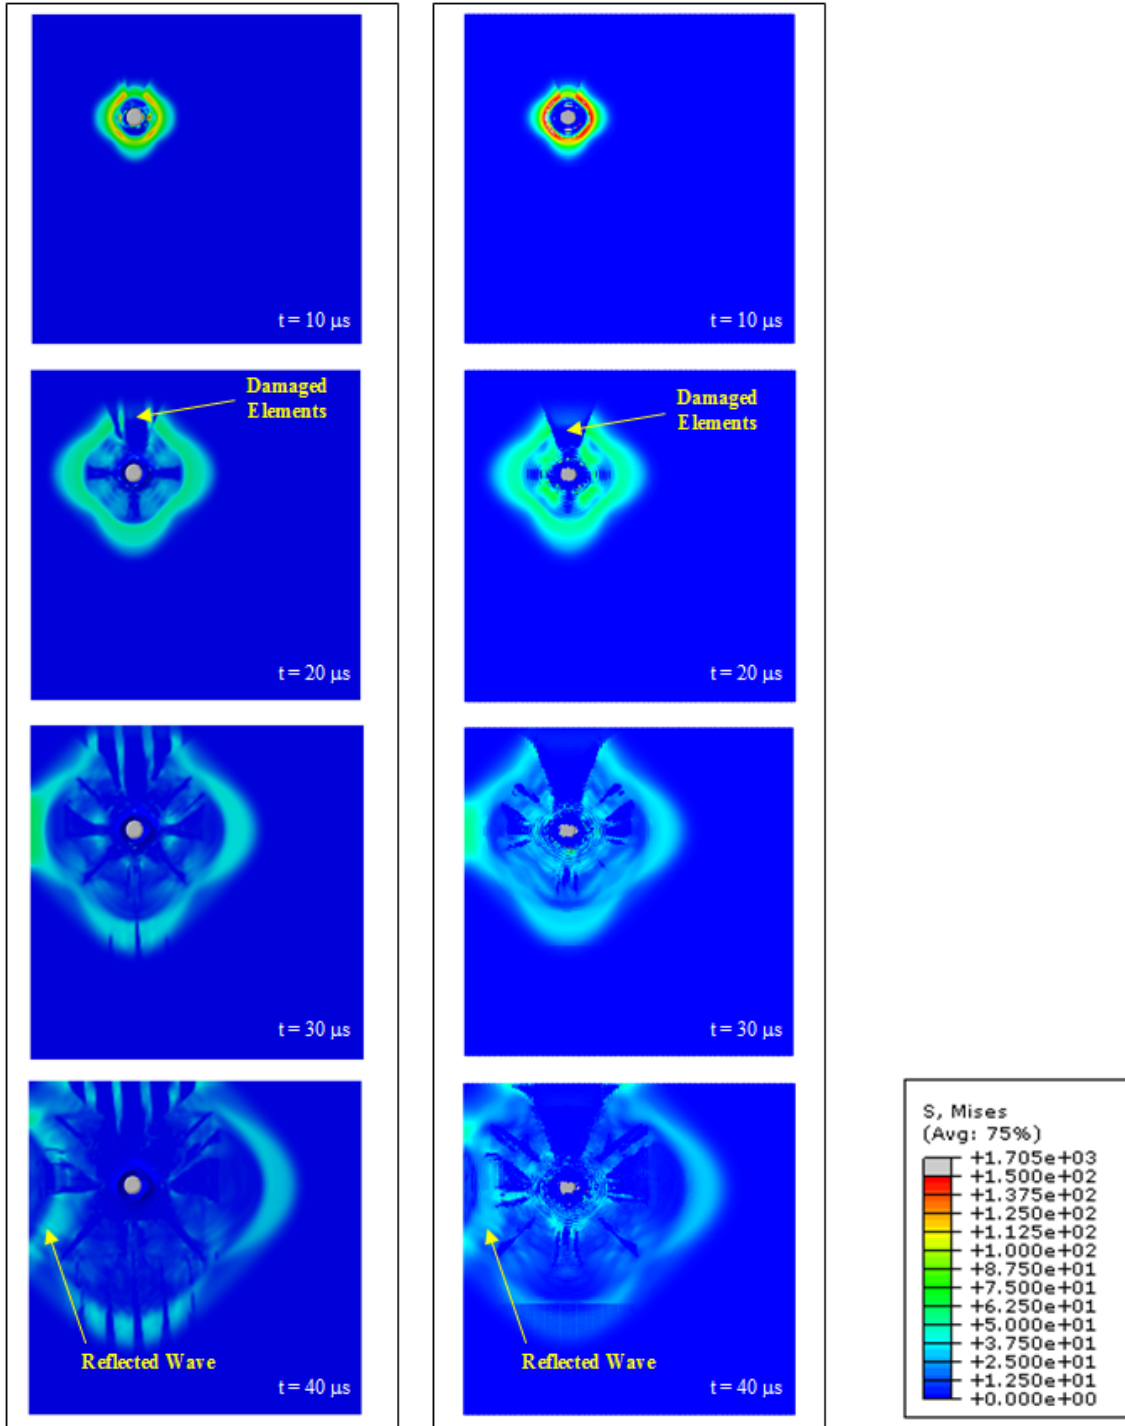 t = 10 µs
t = 10 µs
Damaged
Elements
t = 20 µs
Damaged
Elements
t = 20 µs
t = 30 µs
t = 30 µs
Reflected Wave
t = 40 µs
Reflected Wave
t = 40 µs
S, Mises
(Avg: 75%)
+1.705e+03
+1.500e+02
+1.375e+02
+1.250e+02
+1.125e+02
+1.000e+02
+8.750e+01
+7.500e+01
+6.250e+01
+5.000e+01
+3.750e+01
+2.500e+01
+1.250e+01
+0.000e+00